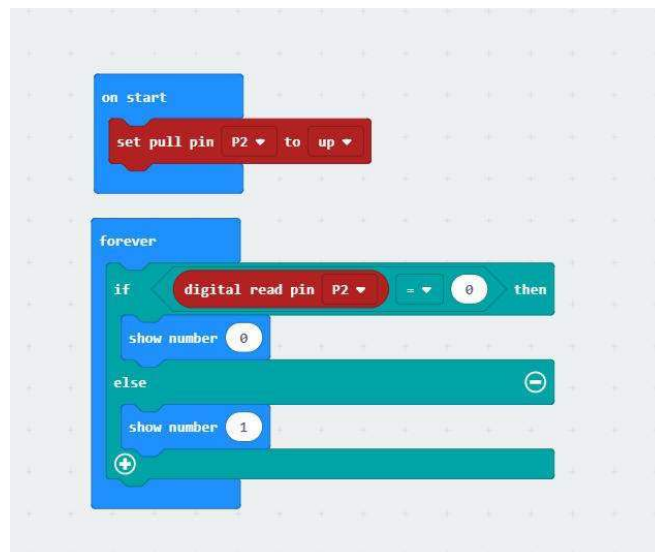 on start
set pull pin P2 to up
forever
if digital read pin P2 = 0 then
show number 0
else
show number 1